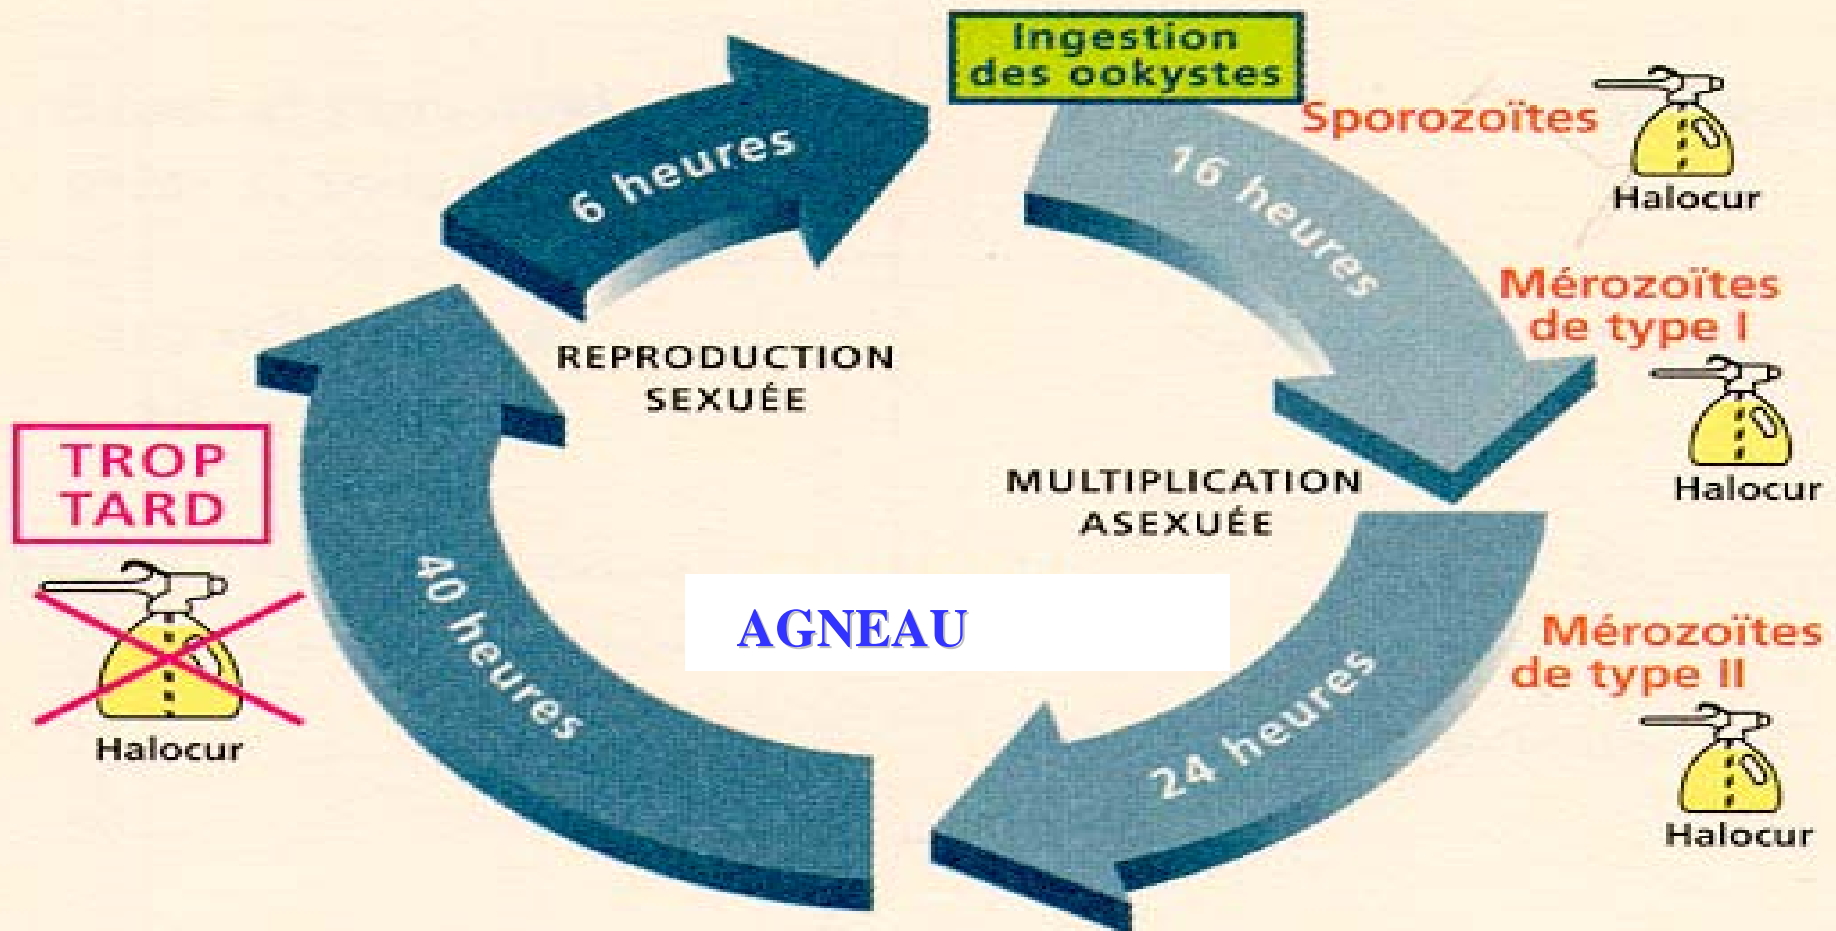 Ingestion
des ookystes
Sporozoïtes
16 heures
Halocur
Mérozoïtes
de type I
Halocur
MULTIPLICATION
ASEXUÉE
24 heures
Mérozoïtes
de type II
Halocur
AGNEAU
40 heures
TROP
TARD
Halocur
REPRODUCTION
SEXUÉE
6 heures